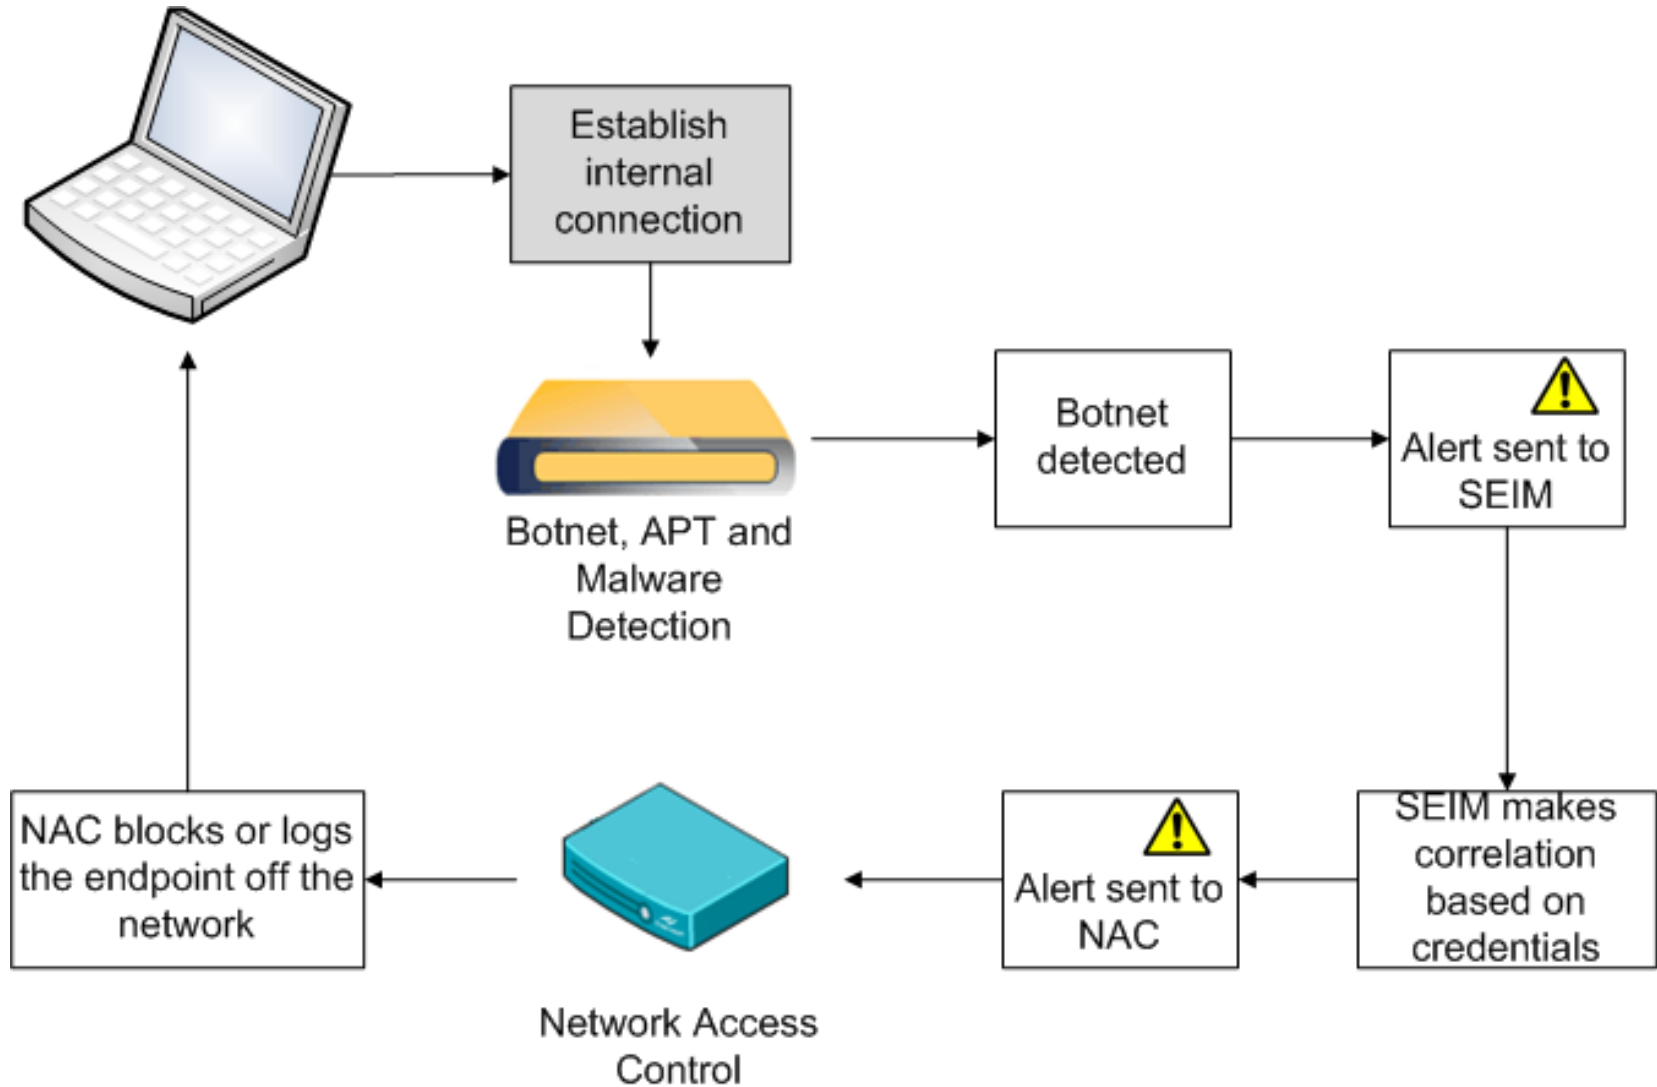 Establish
internal
connection
Botnet, APT and
Malware
Detection
Botnet
detected
Alert sent to
SEIM
SEIM makes
correlation
based on
credentials
Alert sent to
NAC
Network Access
Control
NAC blocks or logs
the endpoint off the
network